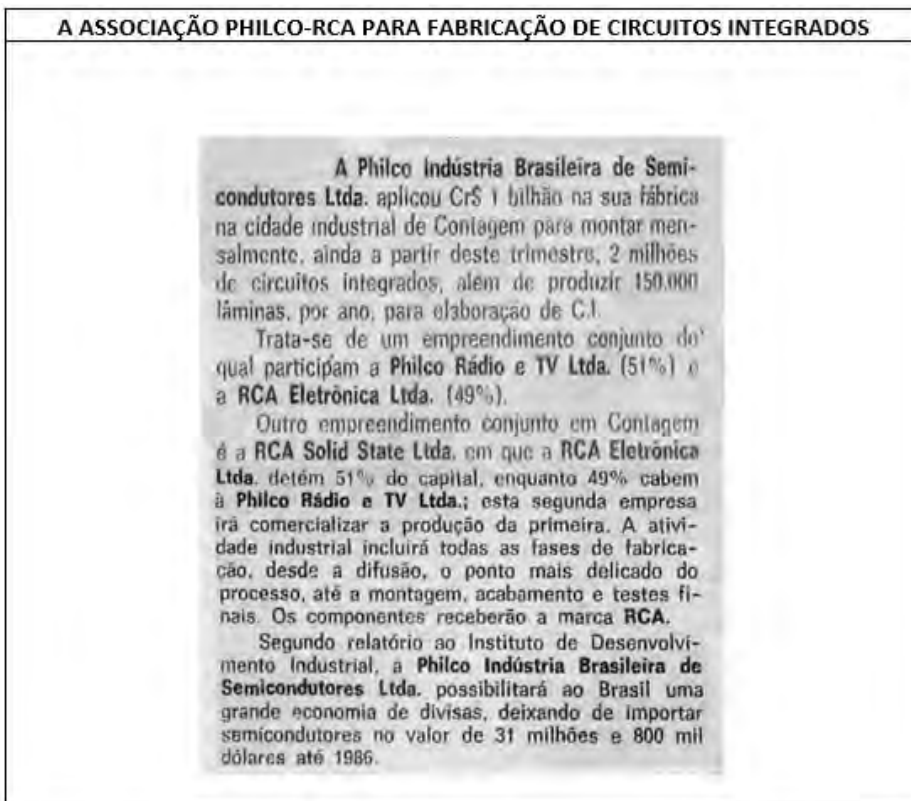 A ASSOCIAÇÃO PHILCO-RCA PARA FABRICAÇÃO DE CIRCUITOS INTEGRADOS
A Philco Indústria Brasileira de Semi-
condutores Ltda. aplicou Cr$ 1 bilhão na sua fábrica
na cidade industrial de Contagem para montar men-
salmente, ainda a partir deste trimestre, 2 milhões
de circuitos integrados, além de produzir 150.000
lâminas, por ano, para elaboração de C.I.
Trata-se de um empreendimento conjunto do
qual participam a Philco Rádio e TV Ltda. (51%) e
a RCA Eletrônica Ltda. (49%).
Outro empreendimento conjunto em Contagem
é a RCA Solid State Ltda. em que a RCA Eletrônica
Ltda. detém 51% do capital, enquanto 49% cabem
à Philco Rádio e TV Ltda.; esta segunda empresa
irá comercializar a produção da primeira. A ativi-
dade industrial incluirá todas as fases de fabrica-
ção, desde a difusão, o ponto mais delicado do
processo, até a montagem, acabamento e testes fi-
nais. Os componentes receberão a marca RCA.
Segundo relatório ao Instituto de Desenvolvi-
mento Industrial, a Philco Indústria Brasileira de
Semicondutores Ltda. possibilitará ao Brasil uma
grande economia de divisas, deixando de importar
semicondutores no valor de 31 milhões e 800 mil
dólares até 1986.